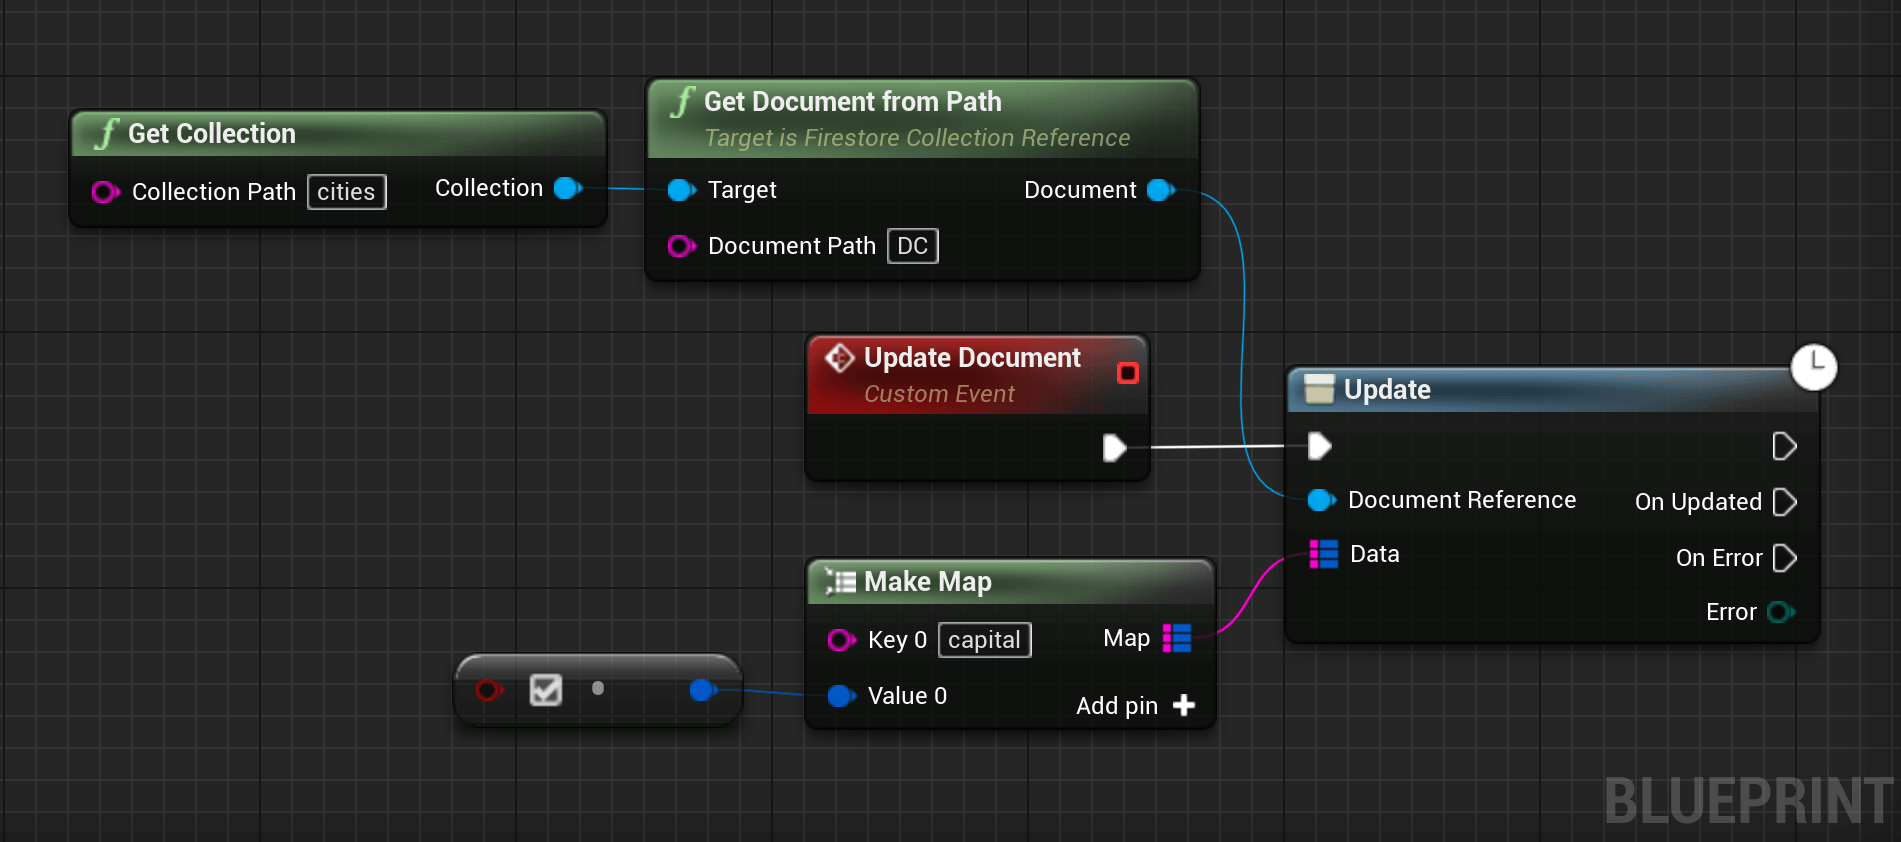 Get Collection
Collection Path cities
Collection
Get Document from Path
Target is Firestore Collection Reference
Target
Document
Document Path DC
Update Document
Custom Event
Update
Document Reference
On Updated
Data
On Error
Error
Make Map
Key 0 capital
Map
Value 0
Add pin
BLUEPRINT